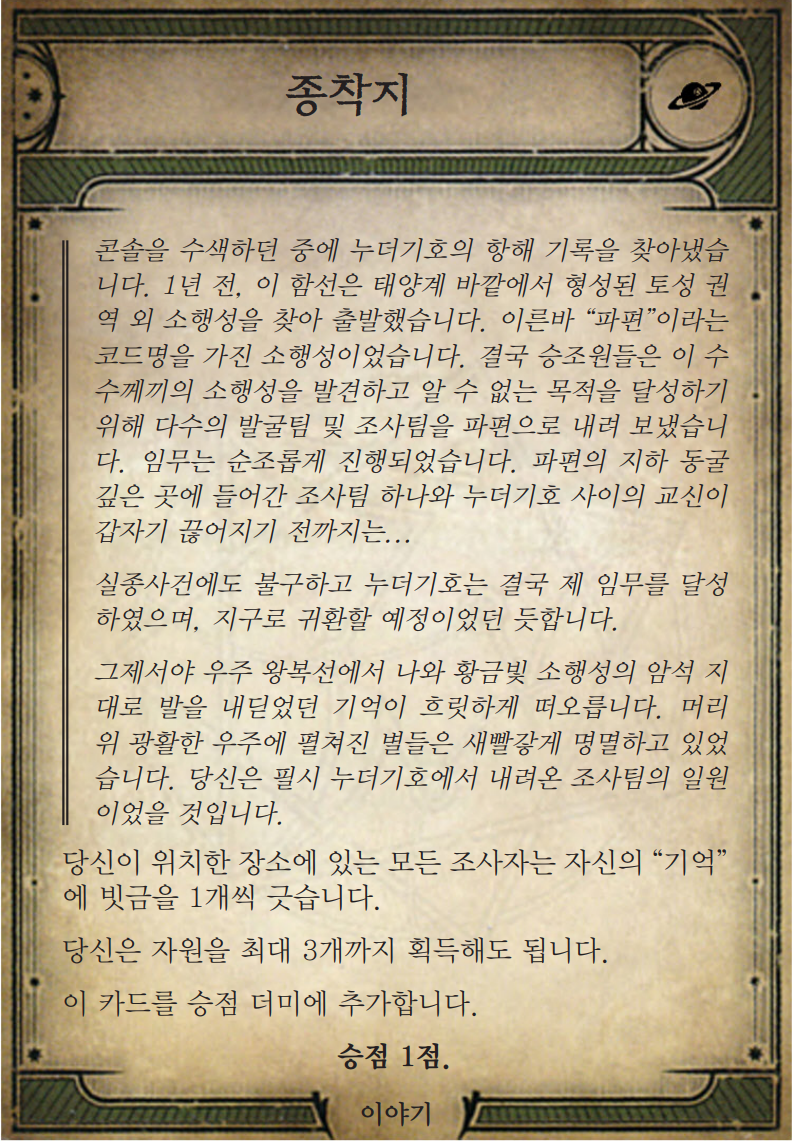 종착지
콘솔을 수색하던 중에 누더기호의 항해 기록을 찾아냈습
니다. 1년 전, 이 함선은 태양계 바깥에서 형성된 토성 권
역 외 소행성을 찾아 출발했습니다. 이른바 “파편”이라는
코드명을 가진 소행성이었습니다. 결국 승조원들은 이 수
수께끼의 소행성을 발견하고 알 수 없는 목적을 달성하기
위해 다수의 발굴팀 및 조사팀을 파편으로 내려 보냈습니
다. 임무는 순조롭게 진행되었습니다. 파편의 지하 동굴
깊은 곳에 들어간 조사팀 하나와 누더기호 사이의 교신이
갑자기 끊어지기 전까지는...
실종사건에도 불구하고 누더기호는 결국 제 임무를 달성
하였으며, 지구로 귀환할 예정이었던 듯합니다.
그제서야 우주 왕복선에서 나와 황금빛 소행성의 암석 지
대로 발을 내딛었던 기억이 흐릿하게 떠오릅니다. 머리
위 광활한 우주에 펼쳐진 별들은 새빨갛게 명멸하고 있었
습니다. 당신은 필시 누더기호에서 내려온 조사팀의 일원
이었을 것입니다.
당신이 위치한 장소에 있는 모든 조사자는 자신의 “기억”
에 빗금을 1개씩 긋습니다.
당신은 자원을 최대 3개까지 획득해도 됩니다.
이 카드를 승점 더미에 추가합니다.
승점 1점.
이야기